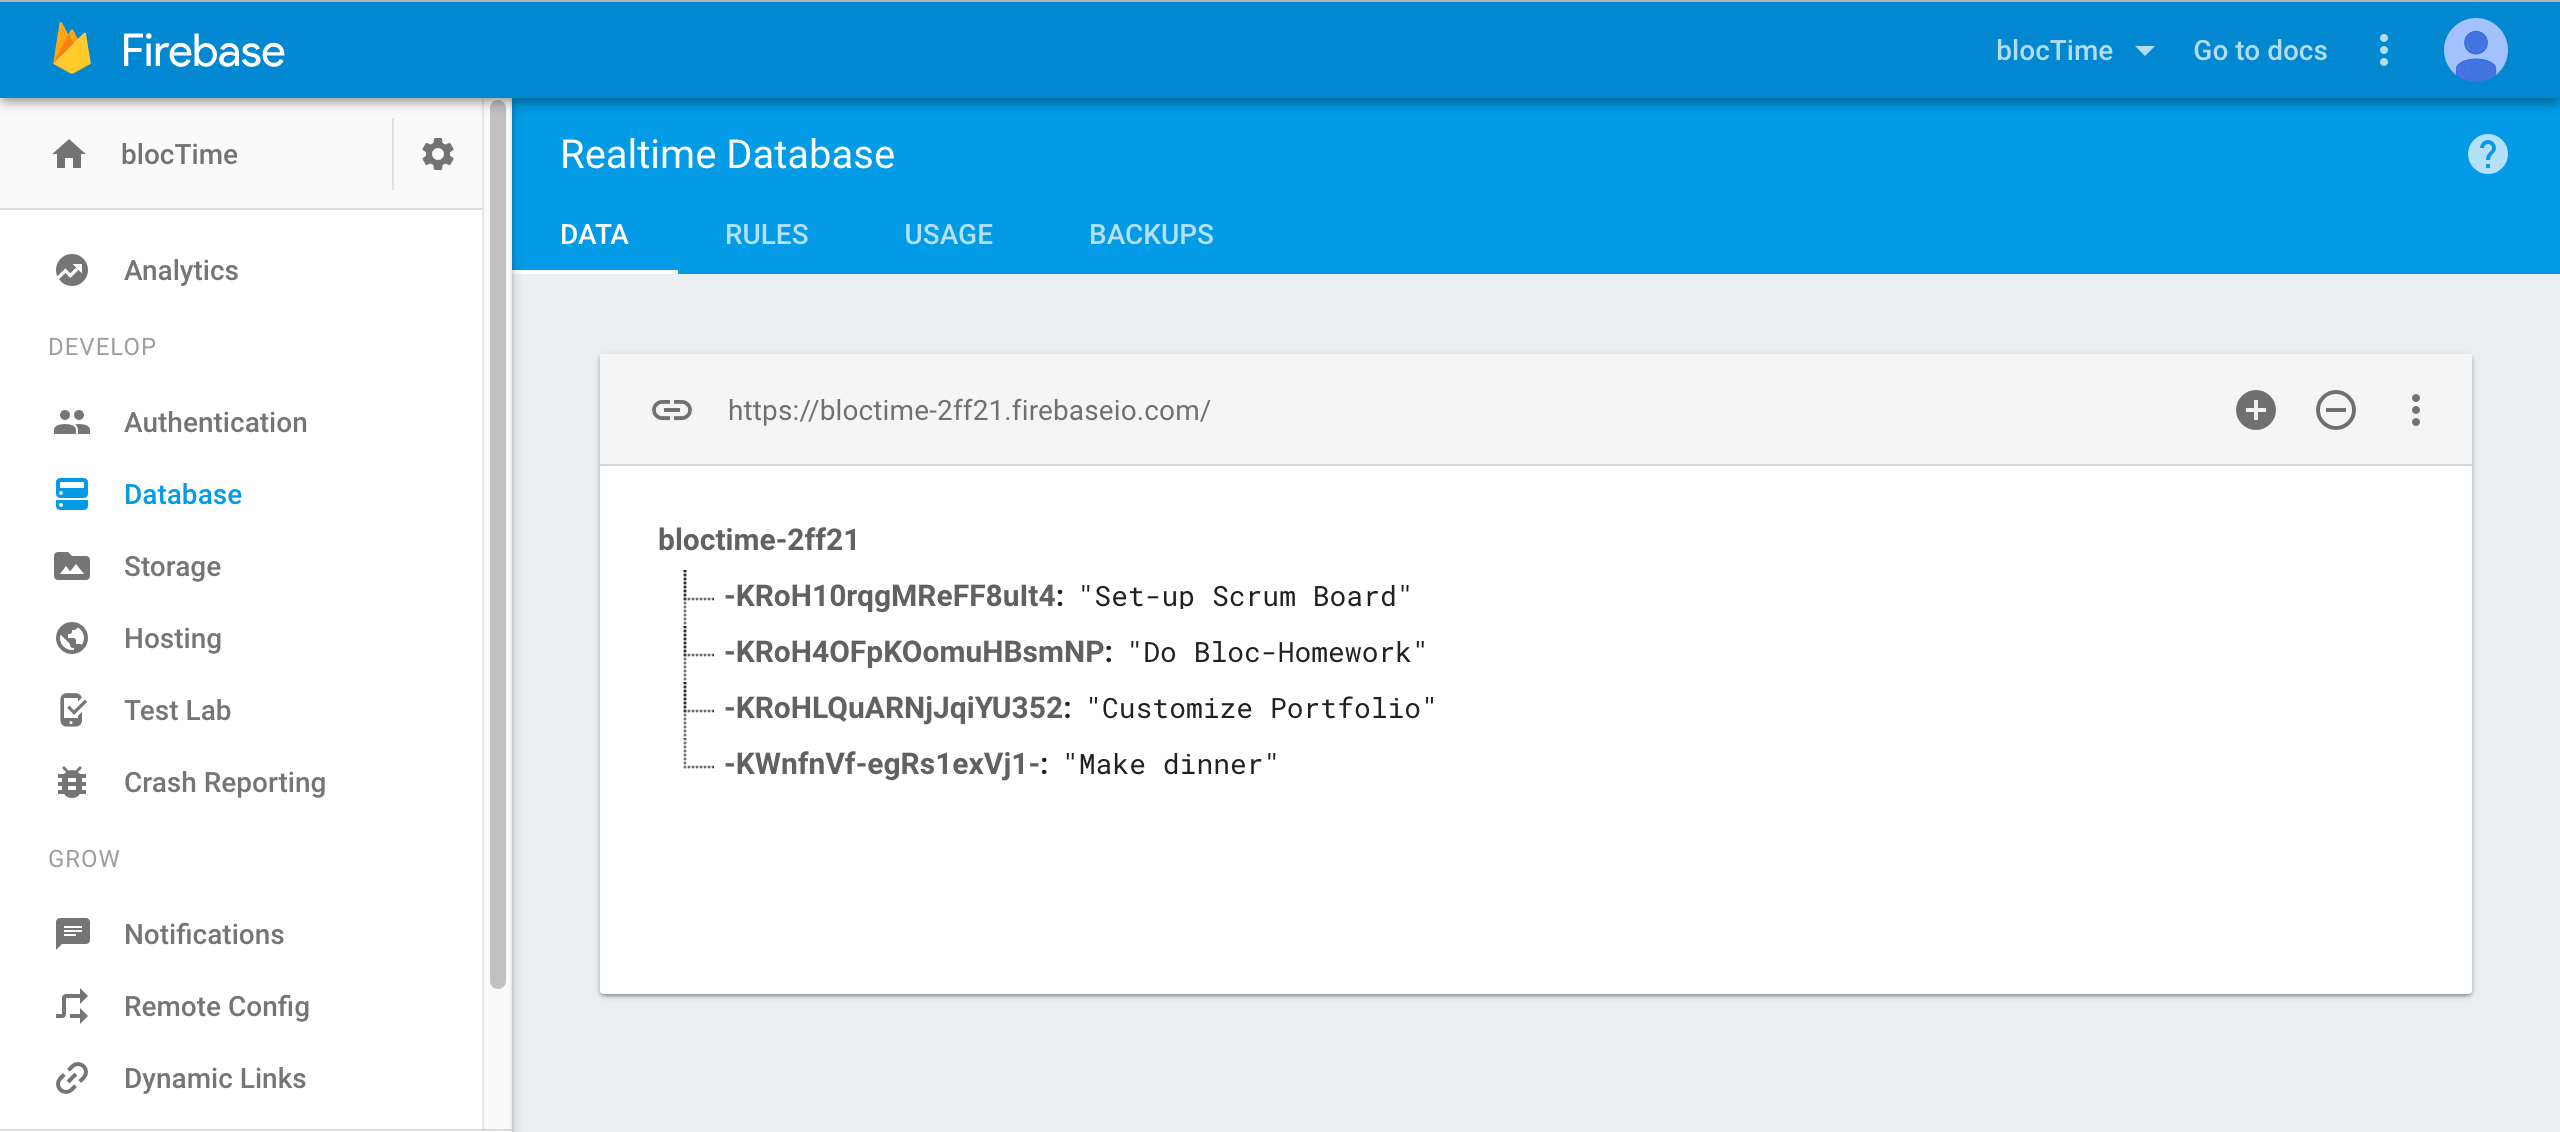 Firebase
blocTime
Go to docs
blocTime
Analytics
DEVELOP
Authentication
Database
Storage
Hosting
Test Lab
Crash Reporting
GROW
Notifications
Remote Config
Dynamic Links
Realtime Database
?
DATA RULES USAGE BACKUPS
https://bloctime-2ff21.firebaseio.com/
bloctime-2ff21
-KRoH10rqgMReFF8uIt4: "Set-up Scrum Board"
-KRoH4OFpKOomuHBsmNP: "Do Bloc-Homework"
-KRoHLQuARNjJqiYU352: "Customize Portfolio"
-KWnfnVf-egRs1exVj1-: "Make dinner"